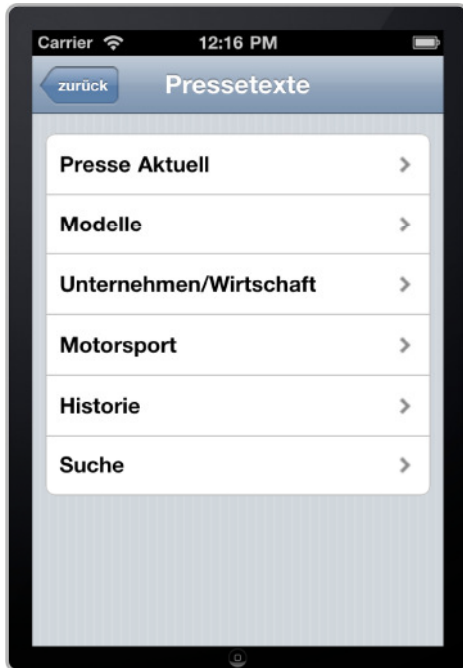 Carrier 12:16 PM
zurück Pressetexte
Presse Aktuell
Modelle
Unternehmen/Wirtschaft
Motorsport
Historie
Suche